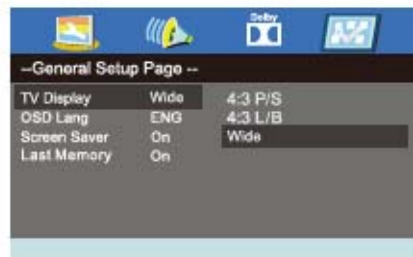 Dolby
--General Setup Page --
TV Display Wide 4:3 P/S
OSD Lang ENG 4:3 L/B
Screen Saver On Wide
Last Memory On